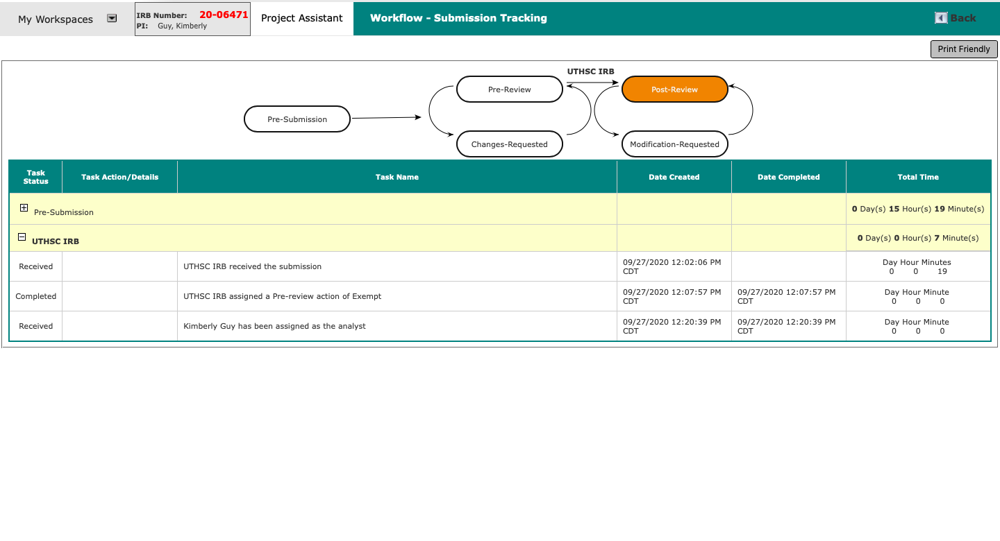 My Workspaces
IRB Number: 20-06471
PI: Guy, Kimberly
Project Assistant
Workflow - Submission Tracking
Back
Print Friendly
UTHSC IRB
Pre-Review
Post-Review
Pre-Submission
Changes-Requested
Modification-Requested
Task Status
Task Action/Details
Task Name
Date Created
Date Completed
Total Time
Pre-Submission
0 Day(s) 15 Hour(s) 19 Minute(s)
UTHSC IRB
0 Day(s) 0 Hour(s) 7 Minute(s)
Received
UTHSC IRB received the submission
09/27/2020 12:02:06 PM
CDT
Day Hour Minutes
0 0 19
Completed
UTHSC IRB assigned a Pre-review action of Exempt
09/27/2020 12:07:57 PM
CDT
09/27/2020 12:07:57 PM
CDT
Day Hour Minute
0 0 0
Received
Kimberly Guy has been assigned as the analyst
09/27/2020 12:20:39 PM
CDT
09/27/2020 12:20:39 PM
CDT
Day Hour Minute
0 0 0